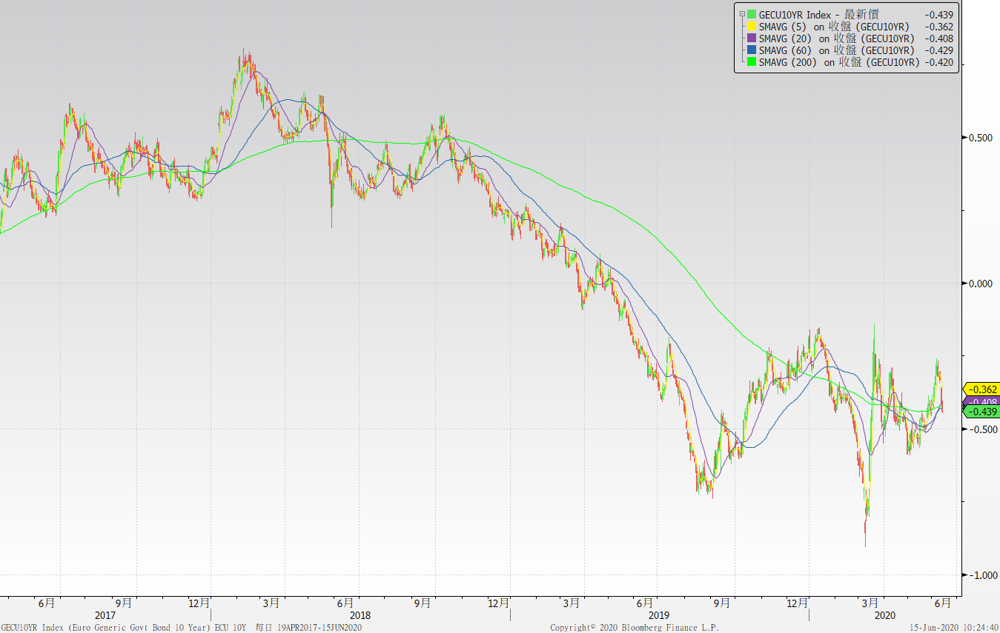 GECU10YR Index - 最新價 -0.439
SMAVG (5) on 收盤 (GECU10YR) -0.362
SMAVG (20) on 收盤 (GECU10YR) -0.408
SMAVG (60) on 收盤 (GECU10YR) -0.429
SMAVG (200) on 收盤 (GECU10YR) -0.420
0.500
0.000
-0.362
-0.408
-0.439
-0.500
-1.000
6月 9月 12月 3月 6月 9月 12月 3月 6月 9月 12月 3月 6月
2017 2018 2019 2020
GECU10YR Index (Euro Generic Govt Bond 10 Year) ECU 10Y 每日 19APR2017-15JUN2020 Copyright© 2020 Bloomberg Finance L.P. 15-Jun-2020 10:24:40